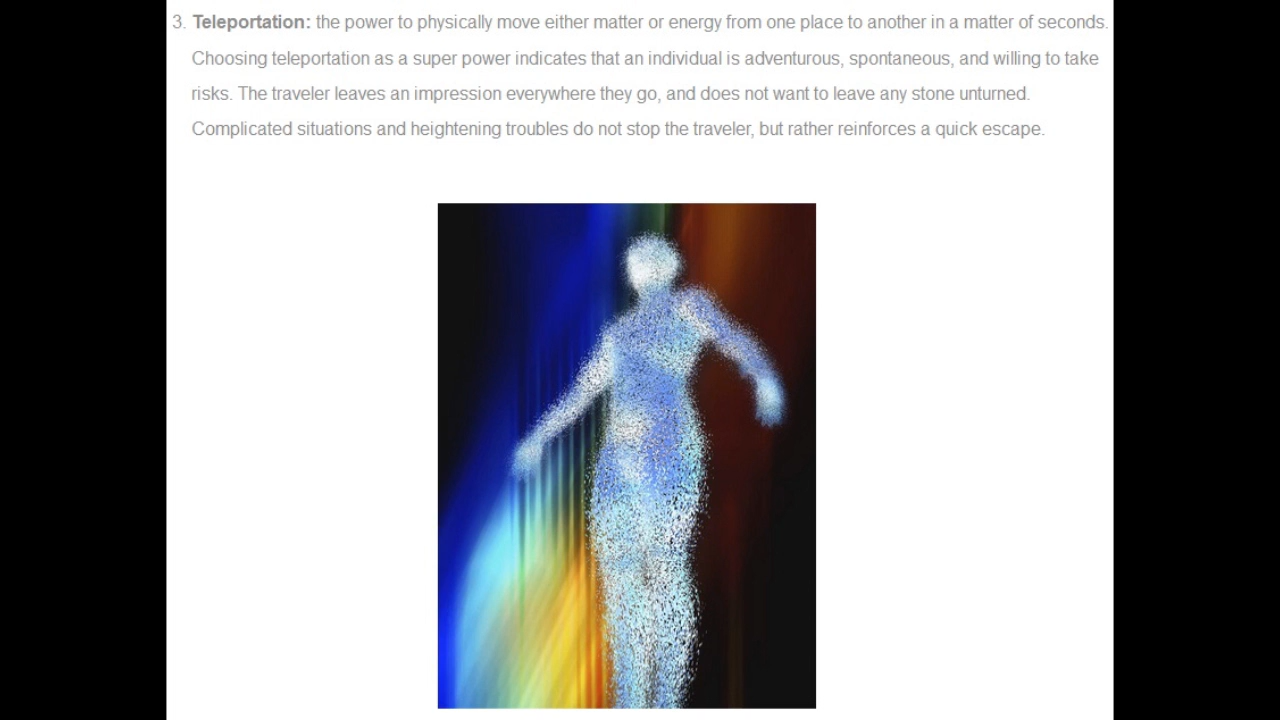 3. Teleportation: the power to physically move either matter or energy from one place to another in a matter of seconds.
Choosing teleportation as a super power indicates that an individual is adventurous, spontaneous, and willing to take
risks. The traveler leaves an impression everywhere they go, and does not want to leave any stone unturned.
Complicated situations and heightening troubles do not stop the traveler, but rather reinforces a quick escape.